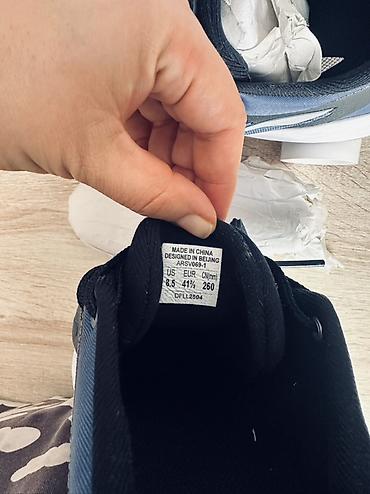 MADE IN CHINA
DESIGNED IN BEIJING
ARSV069-1
US EUR CN(mm)
8.5 41⅓ 260
DFLL2504